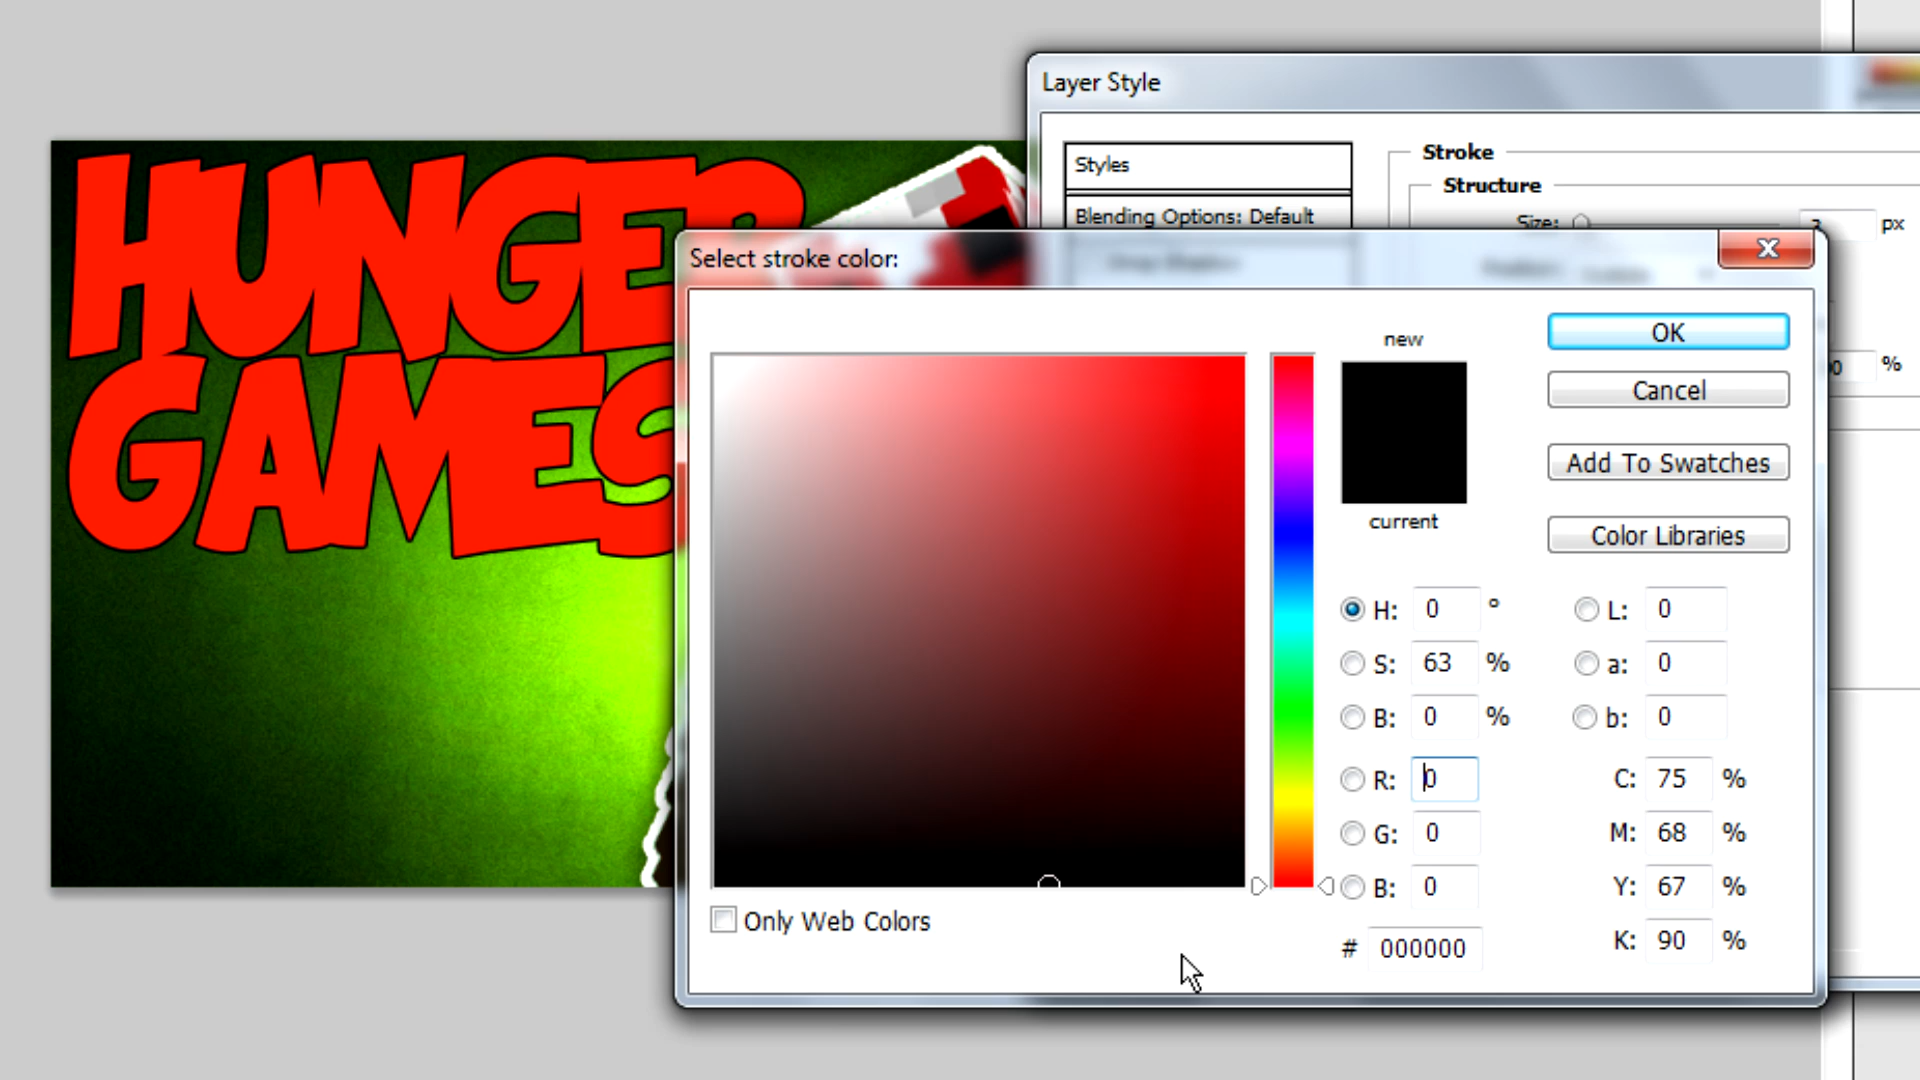 Layer Style
Styles
Stroke
Structure
Blending Options: Default
Size:
px
HUNGER
GAMES
Select stroke color:
new
OK
Cancel
%
Add To Swatches
current
Color Libraries
H: 0 °
L: 0
S: 63 %
a: 0
B: 0 %
b: 0
R: 0
C: 75 %
G: 0
M: 68 %
B: 0
Y: 67 %
Only Web Colors
# 000000
K: 90 %